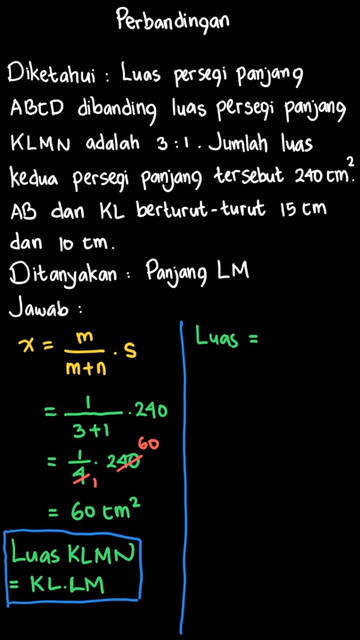 Perbandingan
Diketahui : Luas persegi panjang
ABCD dibanding luas persegi panjang
KLMN adalah 3 : 1. Jumlah luas
kedua persegi panjang tersebut 240 cm².
AB dan KL berturut-turut 15 cm
dan 10 cm.
Ditanyakan : Panjang LM
Jawab :
x = m/(m+n) · s
= 1/(3+1) · 240
= 1/4 · 240 60
1
= 60 cm²
Luas KLMN
= KL.LM
Luas =